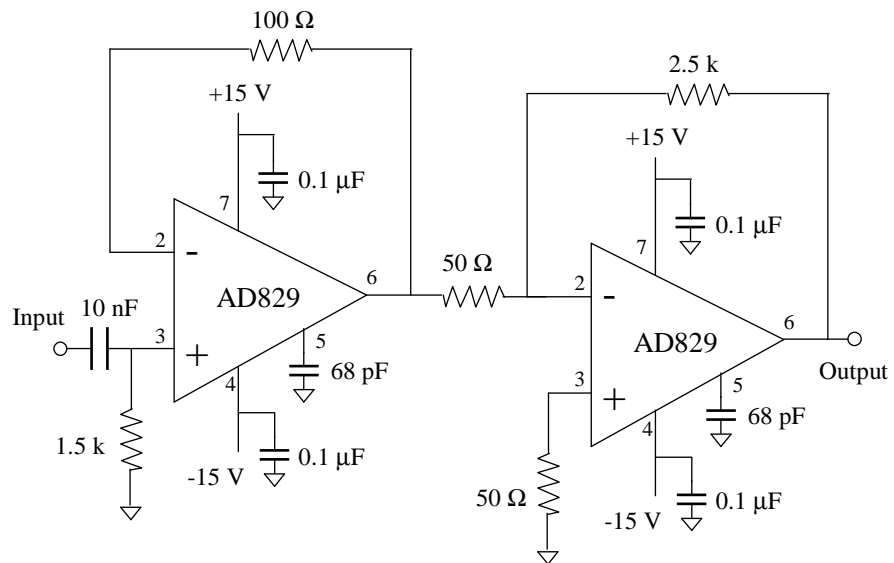 100 Ω
2.5 k
+15 V
+15 V
0.1 µF
7
0.1 µF
7
2
-
50 Ω
6
2
-
AD829
10 nF
Input
3
+
5
6
AD829
68 pF
4
3
+
5
Output
68 pF
4
1.5 k
0.1 µF
-15 V
50 Ω
0.1 µF
-15 V